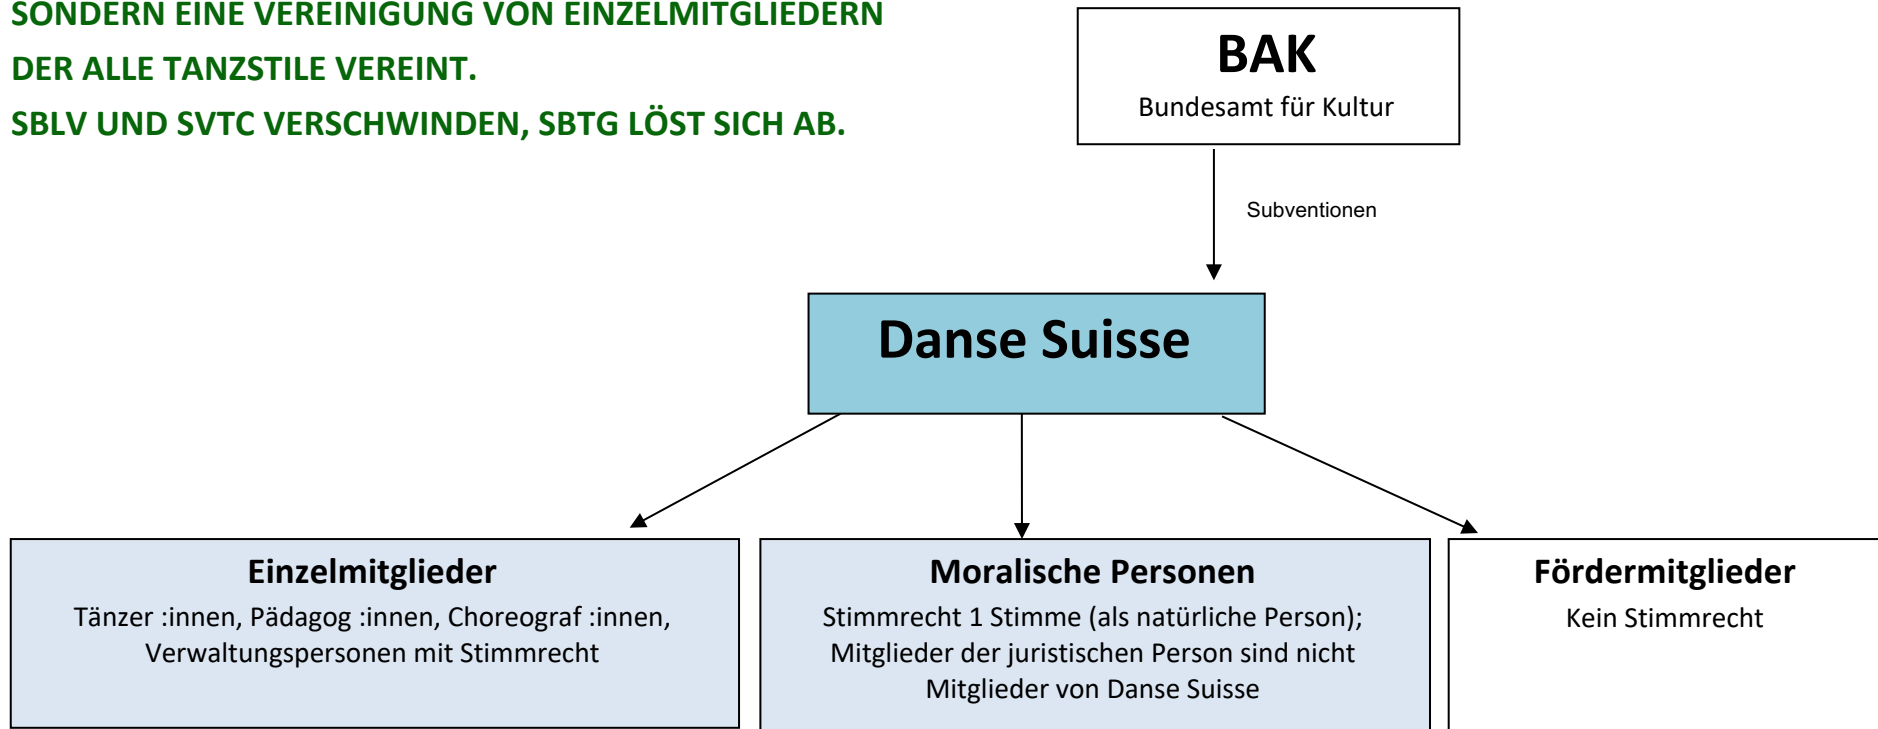 SONDERN EINE VEREINIGUNG VON EINZELMITGLIEDERN
DER ALLE TANZSTILE VEREINT.
SBLV UND SVTC VERSCHWINDEN, SBTG LÖST SICH AB.
BAK
Bundesamt für Kultur
Subventionen
Danse Suisse
Einzelmitglieder
Tänzer :innen, Pädagog :innen, Choreograf :innen,
Verwaltungspersonen mit Stimmrecht
Moralische Personen
Stimmrecht 1 Stimme (als natürliche Person);
Mitglieder der juristischen Person sind nicht
Mitglieder von Danse Suisse
Fördermitglieder
Kein Stimmrecht